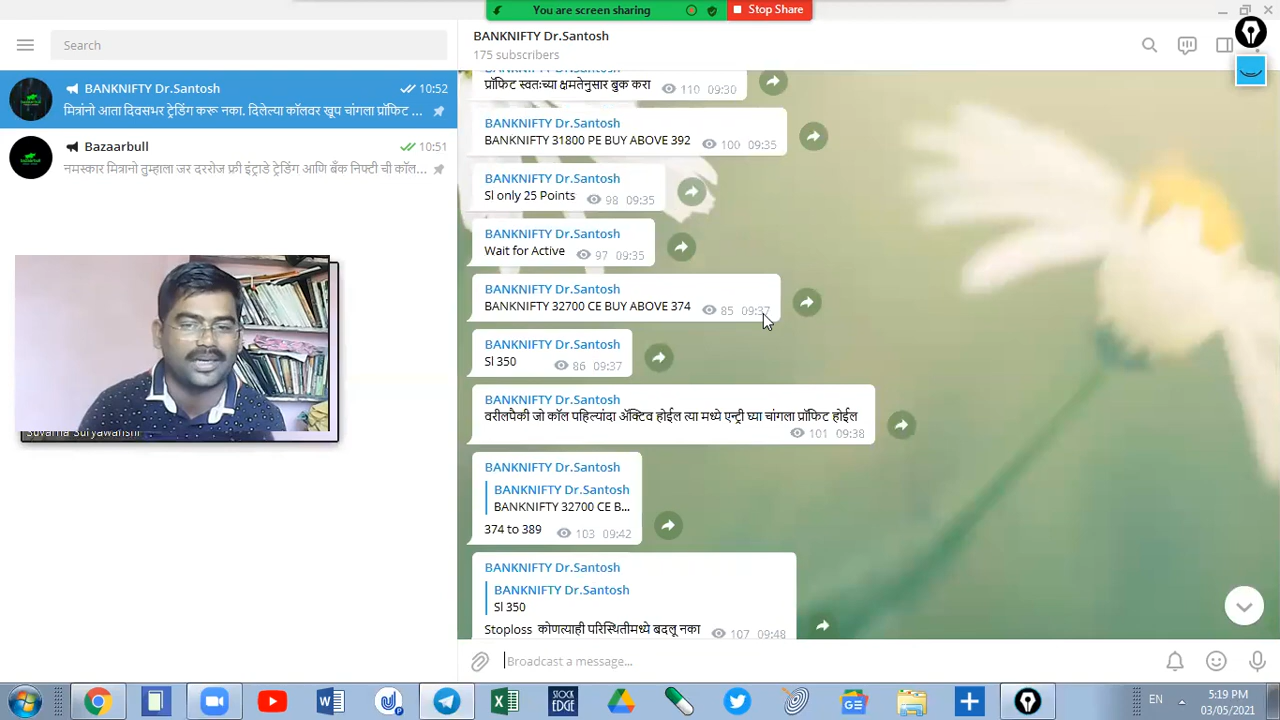 You are screen sharing
Stop Share
Search
BANKNIFTY Dr.Santosh
175 subscribers
BANKNIFTY Dr.Santosh 10:52
मित्रांनो आता दिवसभर ट्रेडिंग करू नका. दिलेल्या कॉलवर खूप चांगला प्रॉफिट ...
Bazaarbull 10:51
नमस्कार मित्रानो तुम्हाला जर दररोज फ्री इंट्राडे ट्रेडिंग आणि बँक निफ्टी ची कॉल...
प्रॉफिट स्वतःच्या क्षमतेनुसार बुक करा 110 09:30
BANKNIFTY Dr.Santosh
BANKNIFTY 31800 PE BUY ABOVE 392 100 09:35
BANKNIFTY Dr.Santosh
Sl only 25 Points 98 09:35
BANKNIFTY Dr.Santosh
Wait for Active 97 09:35
BANKNIFTY Dr.Santosh
BANKNIFTY 32700 CE BUY ABOVE 374 85 09:37
BANKNIFTY Dr.Santosh
Sl 350 86 09:37
BANKNIFTY Dr.Santosh
वरीलपैकी जो कॉल पहिल्यांदा ॲक्टिव होईल त्या मध्ये एन्ट्री घ्या चांगला प्रॉफिट होईल
101 09:38
BANKNIFTY Dr.Santosh
BANKNIFTY Dr.Santosh
BANKNIFTY 32700 CE B...
374 to 389 103 09:42
BANKNIFTY Dr.Santosh
BANKNIFTY Dr.Santosh
Sl 350
Stoploss कोणत्याही परिस्थितीमध्ये बदलू नका 107 09:48
Broadcast a message...
Suvarna Suryawanshi
STOCK
EDGE
EN
5:19 PM
03/05/2021